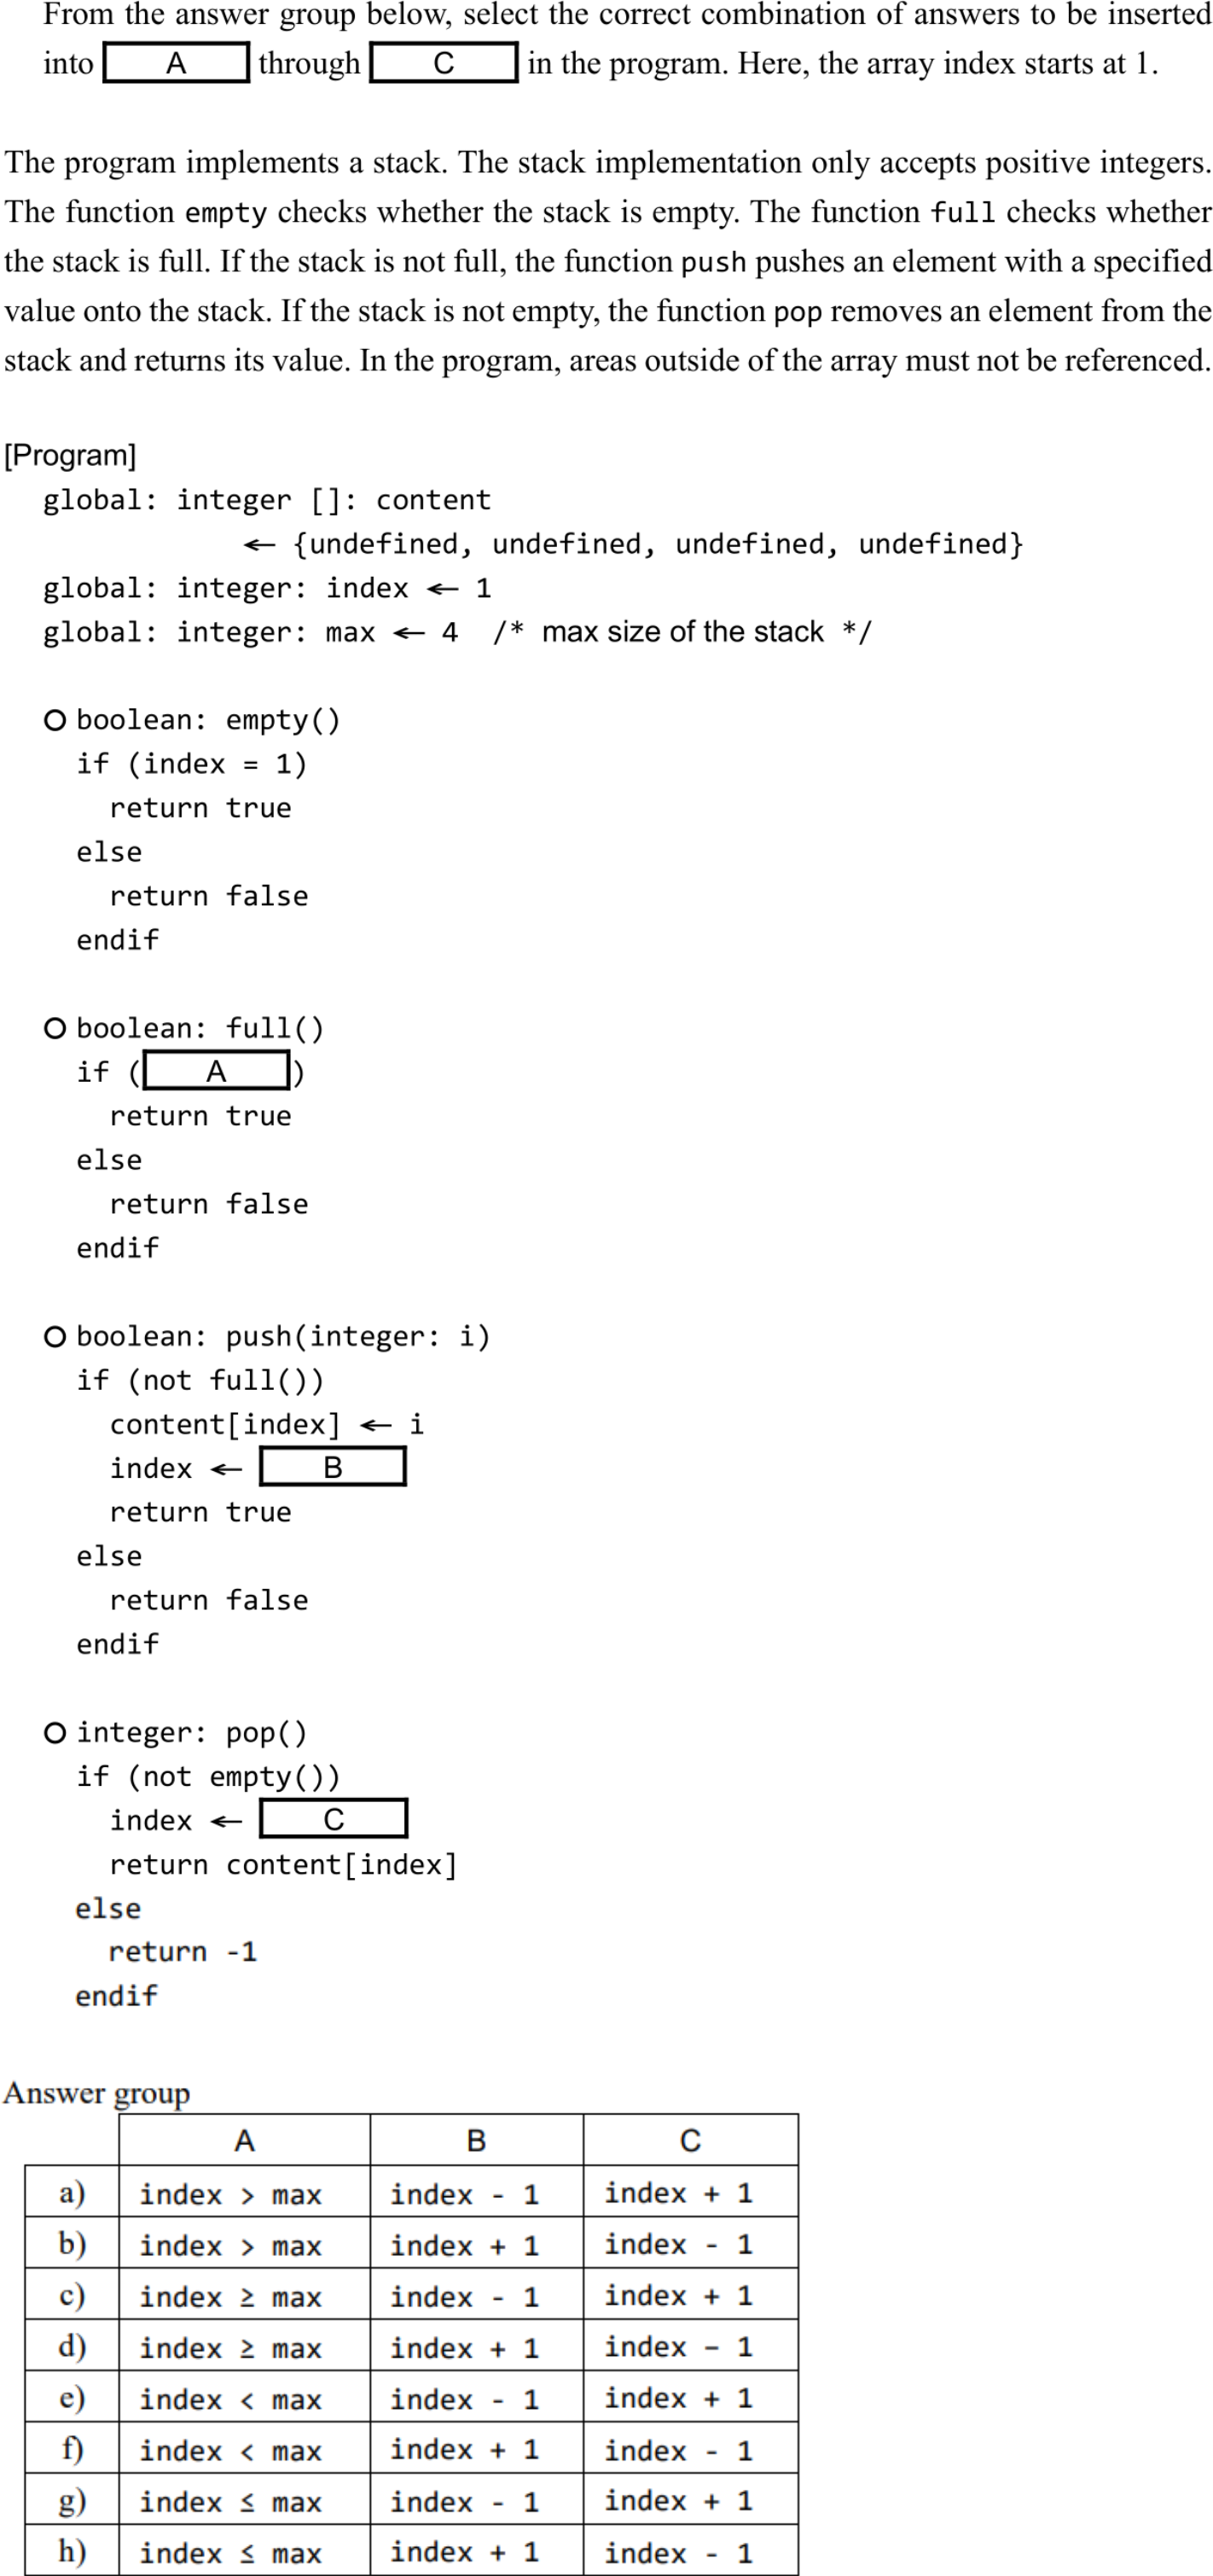 From the answer group below, select the correct combination of answers to be inserted
into A through C in the program. Here, the array index starts at 1.
The program implements a stack. The stack implementation only accepts positive integers.
The function empty checks whether the stack is empty. The function full checks whether
the stack is full. If the stack is not full, the function push pushes an element with a specified
value onto the stack. If the stack is not empty, the function pop removes an element from the
stack and returns its value. In the program, areas outside of the array must not be referenced.
[Program]
global: integer []: content
← {undefined, undefined, undefined, undefined}
global: integer: index ← 1
global: integer: max ← 4 /* max size of the stack */
○ boolean: empty()
if (index = 1)
return true
else
return false
endif
○ boolean: full()
if ( A )
return true
else
return false
endif
○ boolean: push(integer: i)
if (not full())
content[index] ← i
index ← B
return true
else
return false
endif
○ integer: pop()
if (not empty())
index ← C
return content[index]
else
return -1
endif
Answer group
A B C
a) index > max index - 1 index + 1
b) index > max index + 1 index - 1
c) index ≥ max index - 1 index + 1
d) index ≥ max index + 1 index – 1
e) index < max index - 1 index + 1
f) index < max index + 1 index - 1
g) index ≤ max index - 1 index + 1
h) index ≤ max index + 1 index - 1